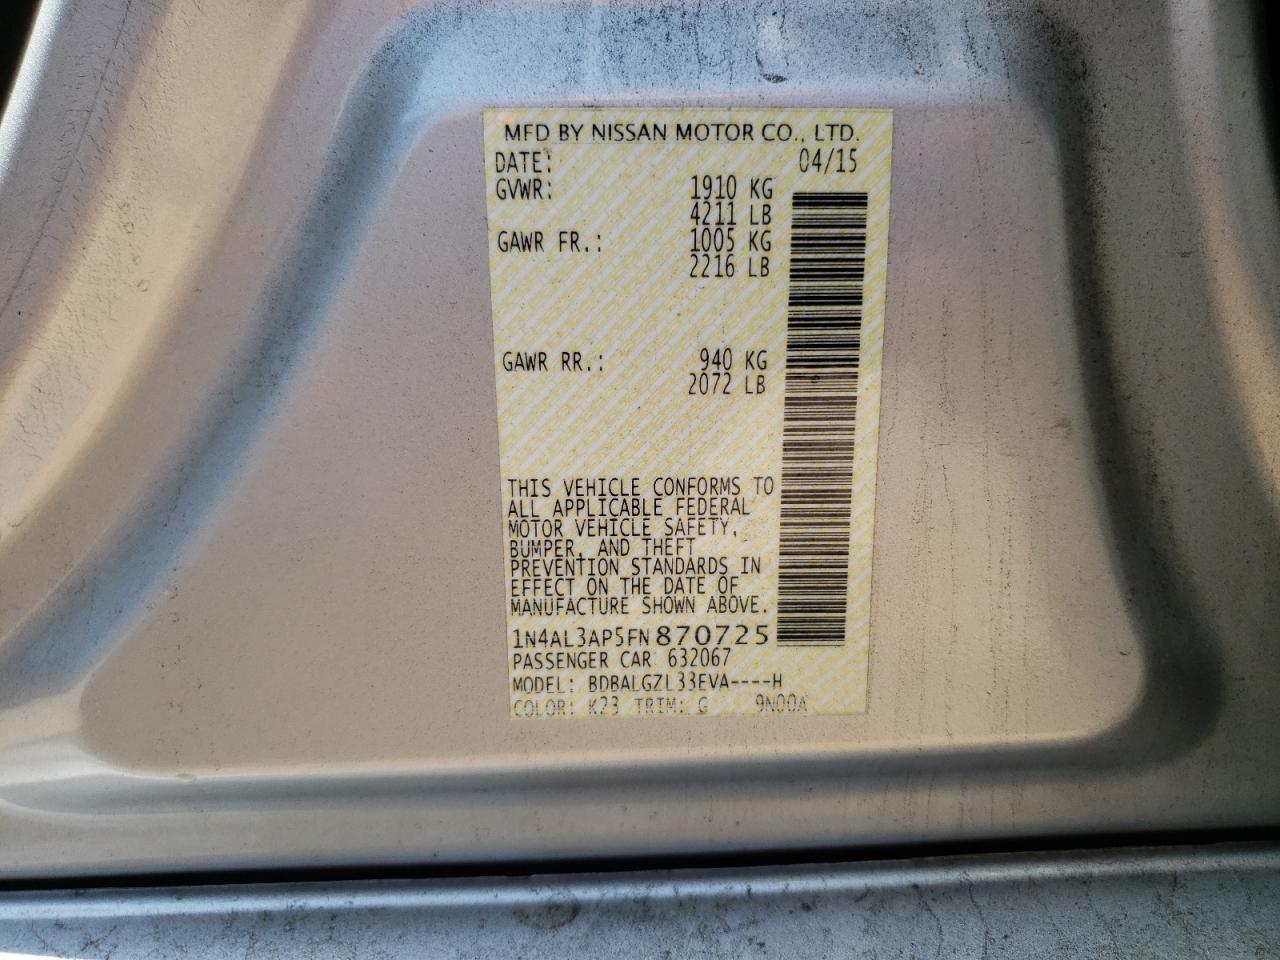 MFD BY NISSAN MOTOR CO., LTD.
DATE: 04/15
GVWR: 1910 KG
4211 LB
GAWR FR.: 1005 KG
2216 LB
GAWR RR.: 940 KG
2072 LB
THIS VEHICLE CONFORMS TO
ALL APPLICABLE FEDERAL
MOTOR VEHICLE SAFETY,
BUMPER, AND THEFT
PREVENTION STANDARDS IN
EFFECT ON THE DATE OF
MANUFACTURE SHOWN ABOVE.
1N4AL3AP5FN870725
PASSENGER CAR 632067
MODEL: BDBALGZL33EVA----H
COLOR: K23 TRIM: G 9N00A